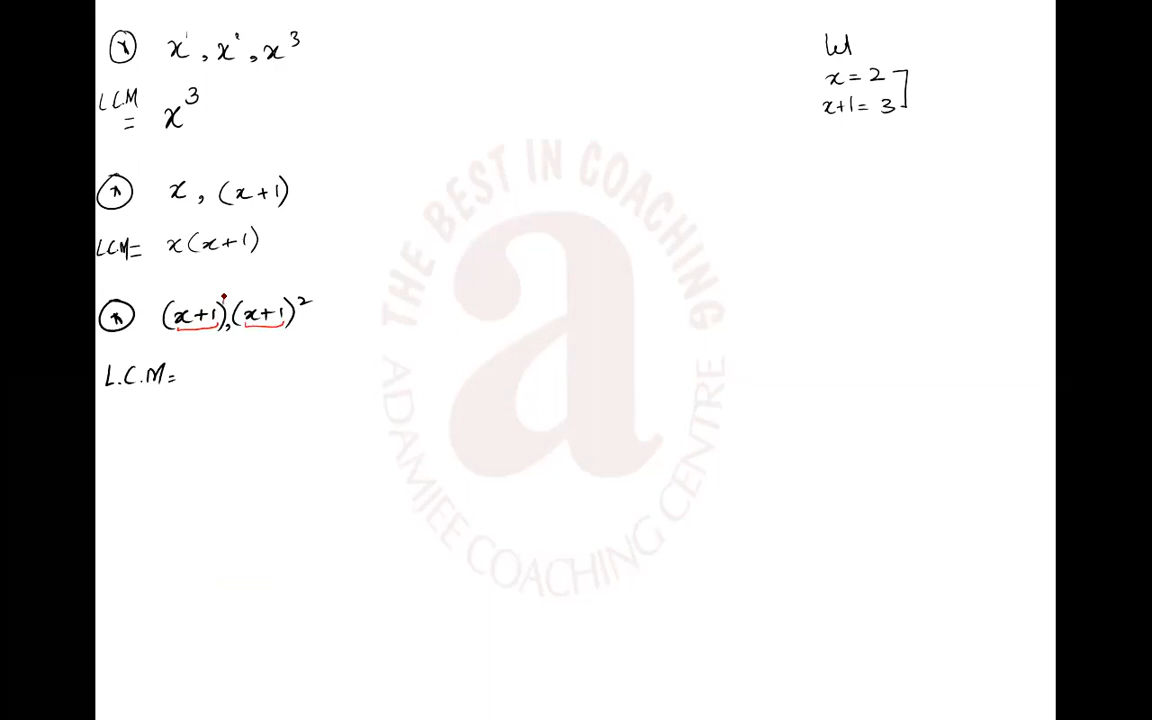 x¹, x², x³
L.C.M
= x³
x, (x+1)
LCM= x(x+1)
(x+1),(x+1)²
L.C.M=
let
x=2
x+1=3
THE BEST IN COACHING
a
ADAMJEE COACHING CENTRE